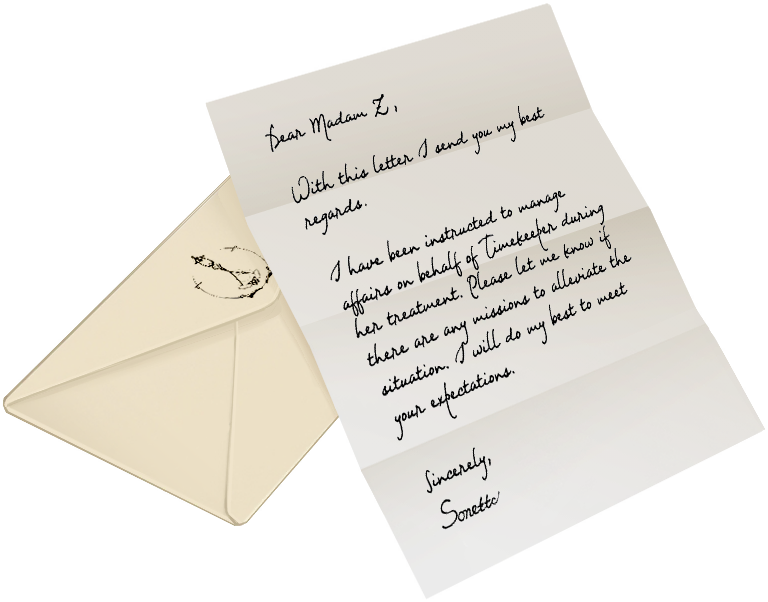 Dear Madam Z,
With this letter I send you my best
regards.
I have been instructed to manage
affairs on behalf of Timekeeper during
her treatment. Please let me know if
there are any missions to alleviate the
situation. I will do my best to meet
your expectations.
Sincerely,
Sonetto